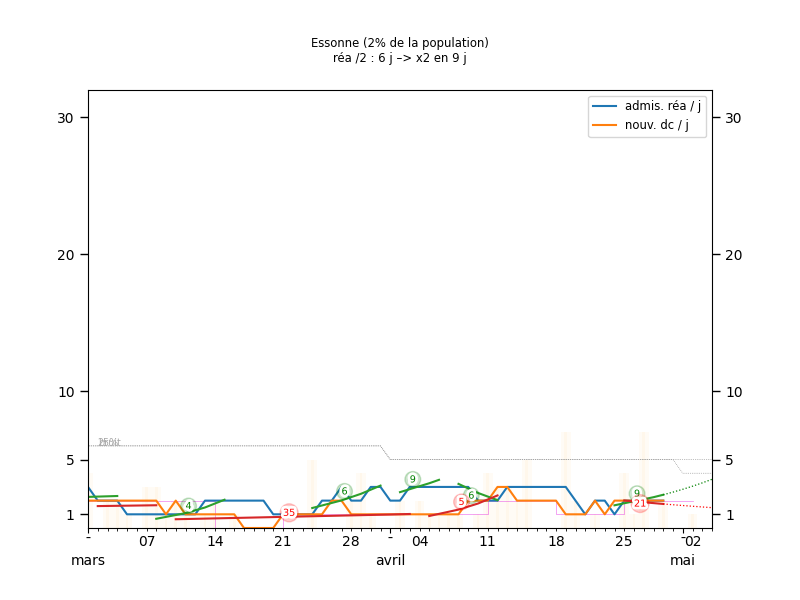 Essonne (2% de la population)
réa /2 : 6 j –> x2 en 9 j
admis. réa / j
nouv. dc / j
30 30
20 20
10 10
5 5
1 1
4
35
6
9
5
6
9
21
- 07 14 21 28 - 04 11 18 25 - 02
mars avril mai